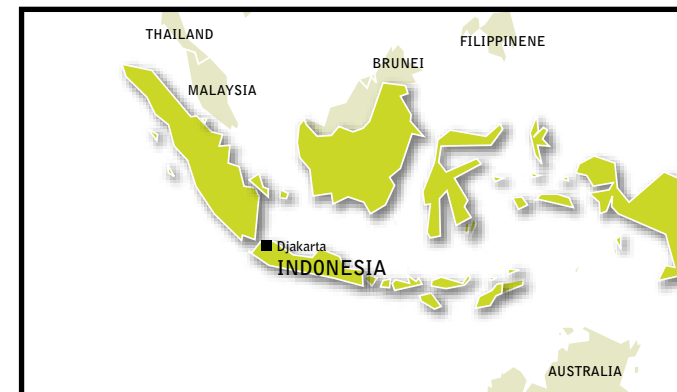 THAILAND
FILIPPINENE
BRUNEI
MALAYSIA
Djakarta
INDONESIA
AUSTRALIA